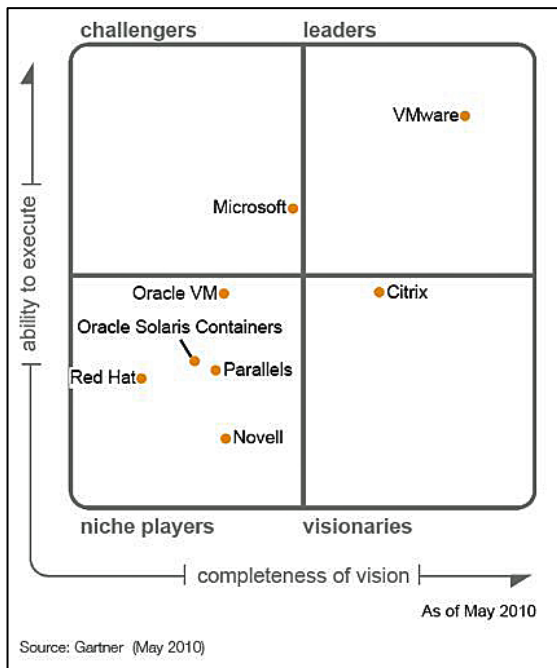 challengers
leaders
VMware
Microsoft
Oracle VM
Citrix
Oracle Solaris Containers
Red Hat
Parallels
Novell
niche players
visionaries
ability to execute
completeness of vision
As of May 2010
Source: Gartner (May 2010)